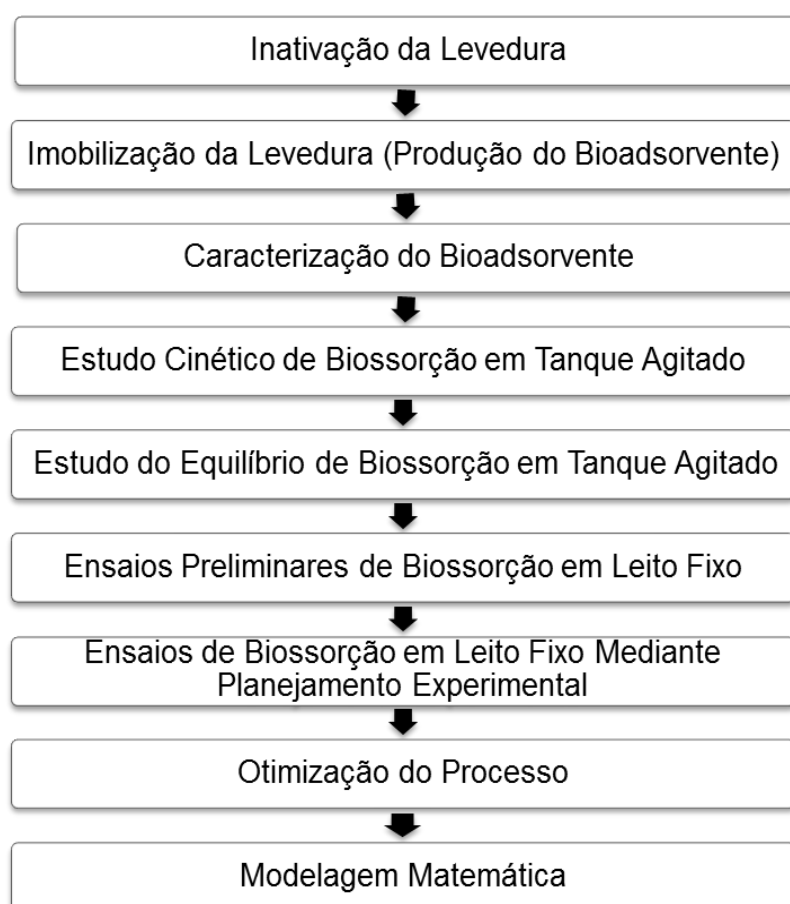 Inativação da Levedura
Imobilização da Levedura (Produção do Bioadsorvente)
Caracterização do Bioadsorvente
Estudo Cinético de Biossorção em Tanque Agitado
Estudo do Equilíbrio de Biossorção em Tanque Agitado
Ensaios Preliminares de Biossorção em Leito Fixo
Ensaios de Biossorção em Leito Fixo Mediante
Planejamento Experimental
Otimização do Processo
Modelagem Matemática